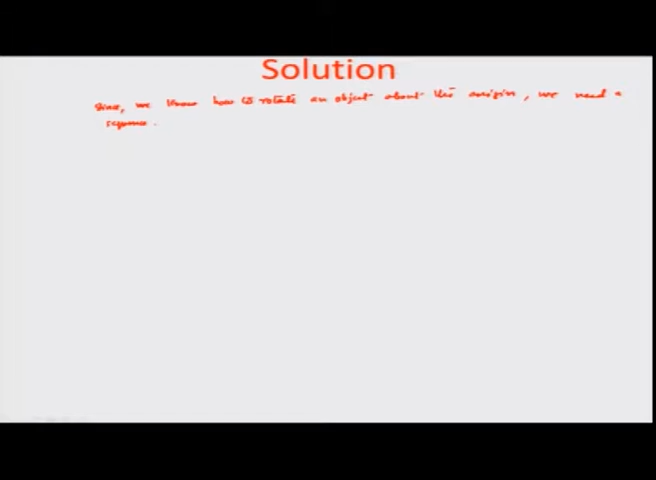 Solution
Since, we know how to rotate an object about the origin, we need a
sequence.